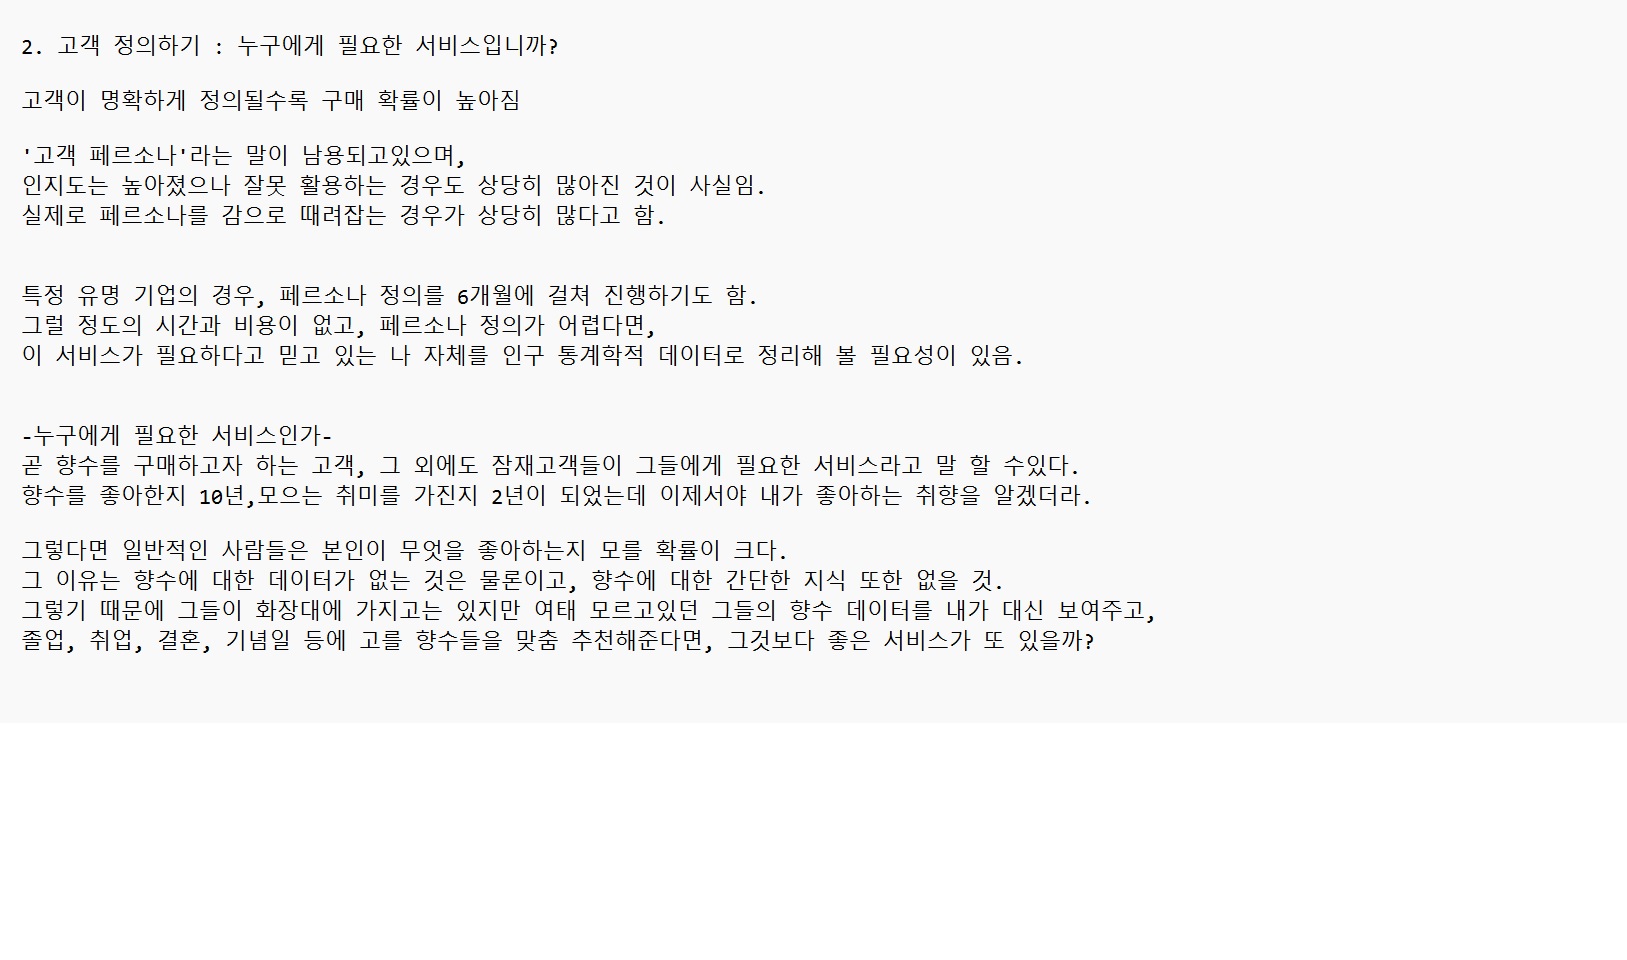 2. 고객 정의하기 : 누구에게 필요한 서비스입니까?
고객이 명확하게 정의될수록 구매 확률이 높아짐
'고객 페르소나'라는 말이 남용되고있으며,
인지도는 높아졌으나 잘못 활용하는 경우도 상당히 많아진 것이 사실임.
실제로 페르소나를 감으로 때려잡는 경우가 상당히 많다고 함.
특정 유명 기업의 경우, 페르소나 정의를 6개월에 걸쳐 진행하기도 함.
그럴 정도의 시간과 비용이 없고, 페르소나 정의가 어렵다면,
이 서비스가 필요하다고 믿고 있는 나 자체를 인구 통계학적 데이터로 정리해 볼 필요성이 있음.
-누구에게 필요한 서비스인가-
곧 향수를 구매하고자 하는 고객, 그 외에도 잠재고객들이 그들에게 필요한 서비스라고 말 할 수있다.
향수를 좋아한지 10년,모으는 취미를 가진지 2년이 되었는데 이제서야 내가 좋아하는 취향을 알겠더라.
그렇다면 일반적인 사람들은 본인이 무엇을 좋아하는지 모를 확률이 크다.
그 이유는 향수에 대한 데이터가 없는 것은 물론이고, 향수에 대한 간단한 지식 또한 없을 것.
그렇기 때문에 그들이 화장대에 가지고는 있지만 여태 모르고있던 그들의 향수 데이터를 내가 대신 보여주고,
졸업, 취업, 결혼, 기념일 등에 고를 향수들을 맞춤 추천해준다면, 그것보다 좋은 서비스가 또 있을까?